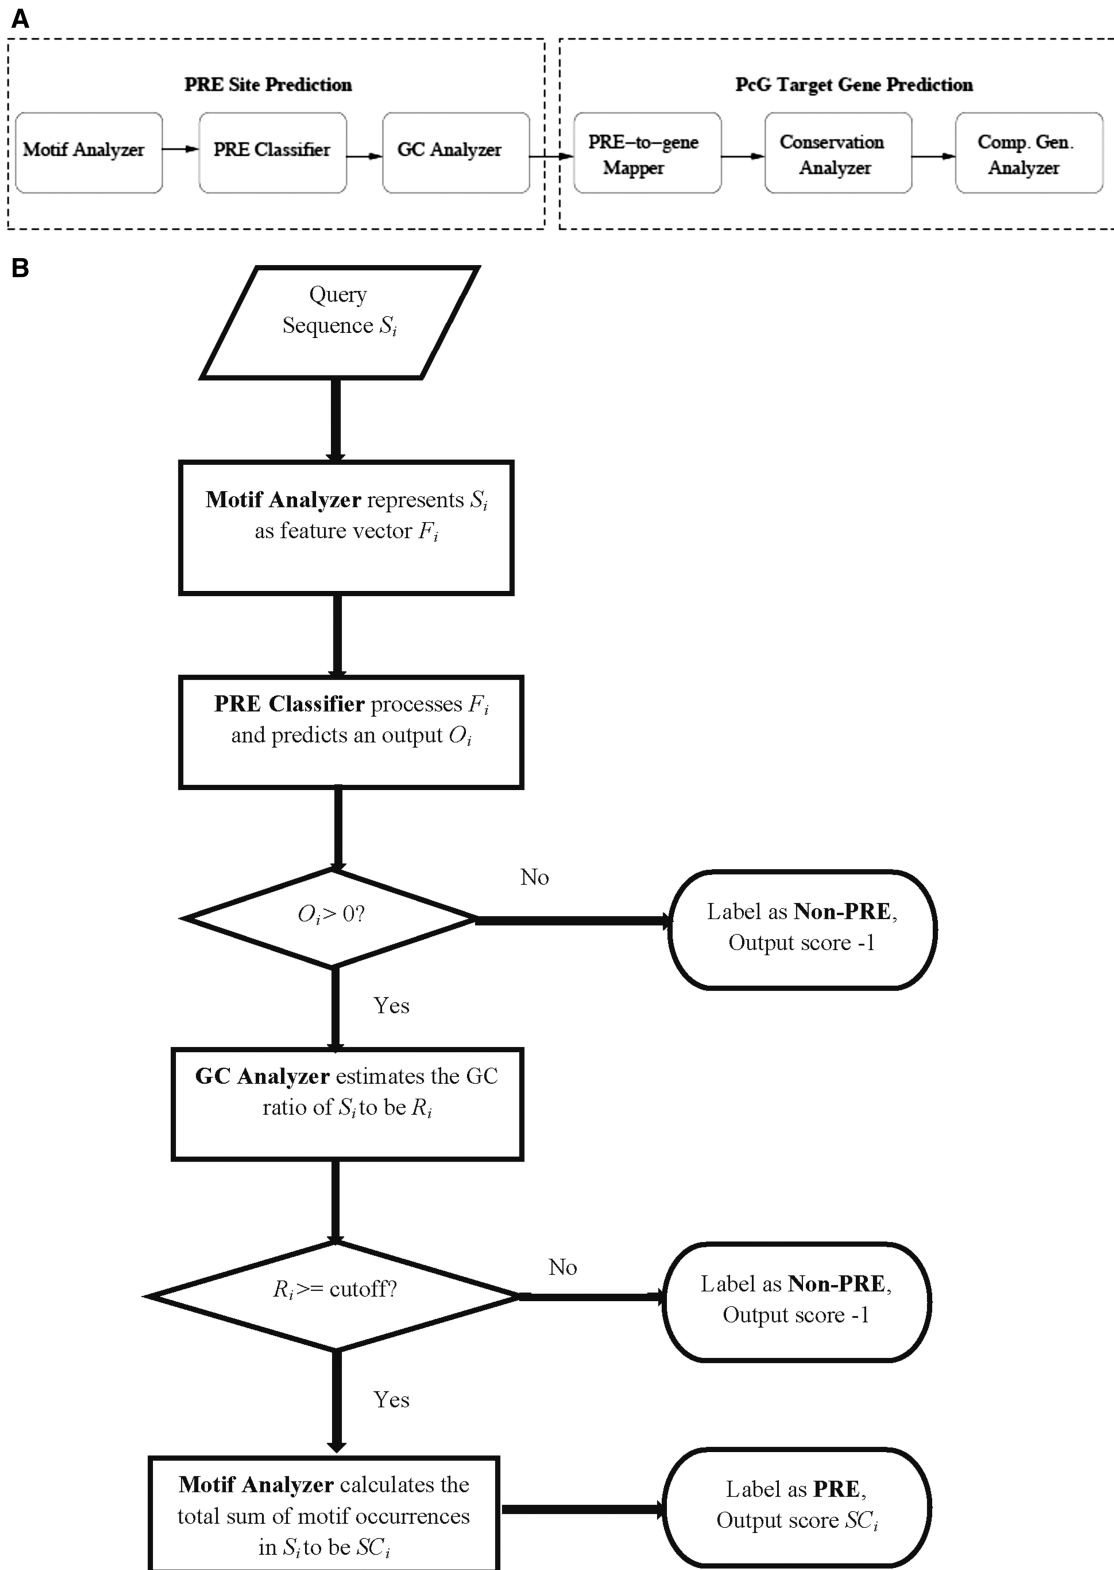 A
PRE Site Prediction
Motif Analyzer
PRE Classifier
GC Analyzer
PcG Target Gene Prediction
PRE-to-gene
Mapper
Conservation
Analyzer
Comp. Gen.
Analyzer
B
Query
Sequence Si
Motif Analyzer represents Si
as feature vector Fi
PRE Classifier processes Fi
and predicts an output Oi
Oi> 0?
No
Label as Non-PRE,
Output score -1
Yes
GC Analyzer estimates the GC
ratio of Si to be Ri
Ri>= cutoff?
No
Label as Non-PRE,
Output score -1
Yes
Motif Analyzer calculates the
total sum of motif occurrences
in Si to be SCi
Label as PRE,
Output score SCi